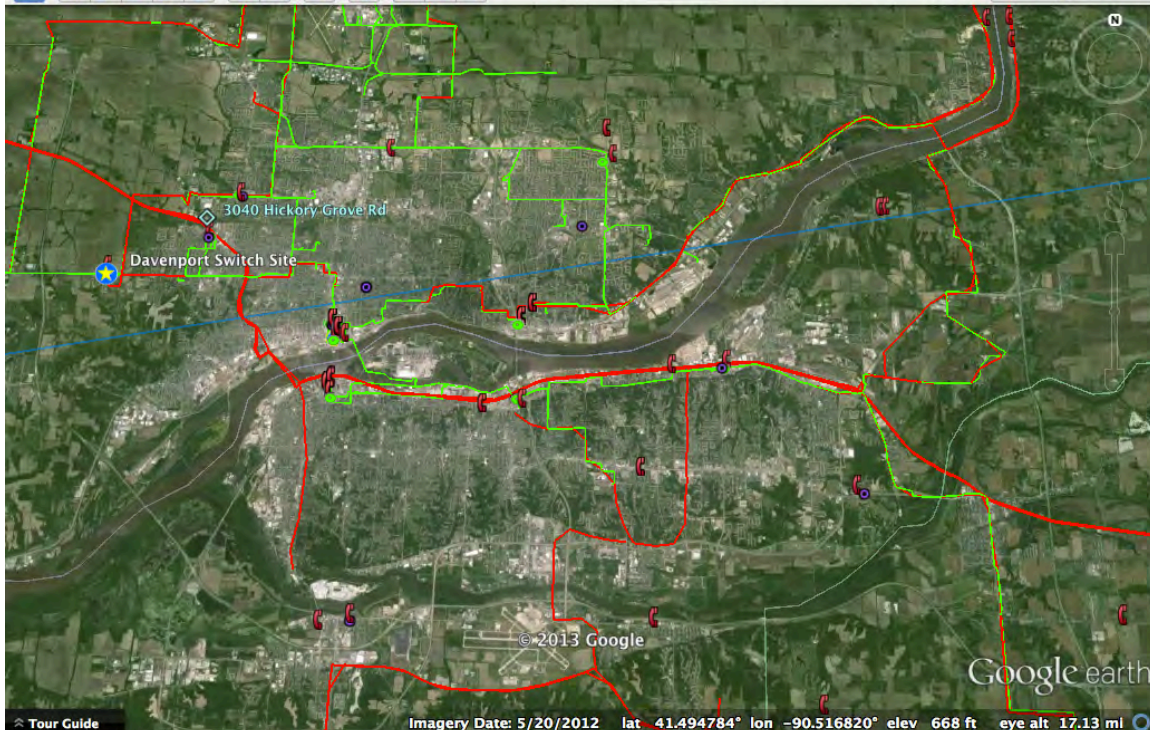 N
3040 Hickory Grove Rd
Davenport Switch Site
© 2013 Google
Google earth
Tour Guide
Imagery Date: 5/20/2012 lat 41.494784° lon -90.516820° elev 668 ft eye alt 17.13 mi